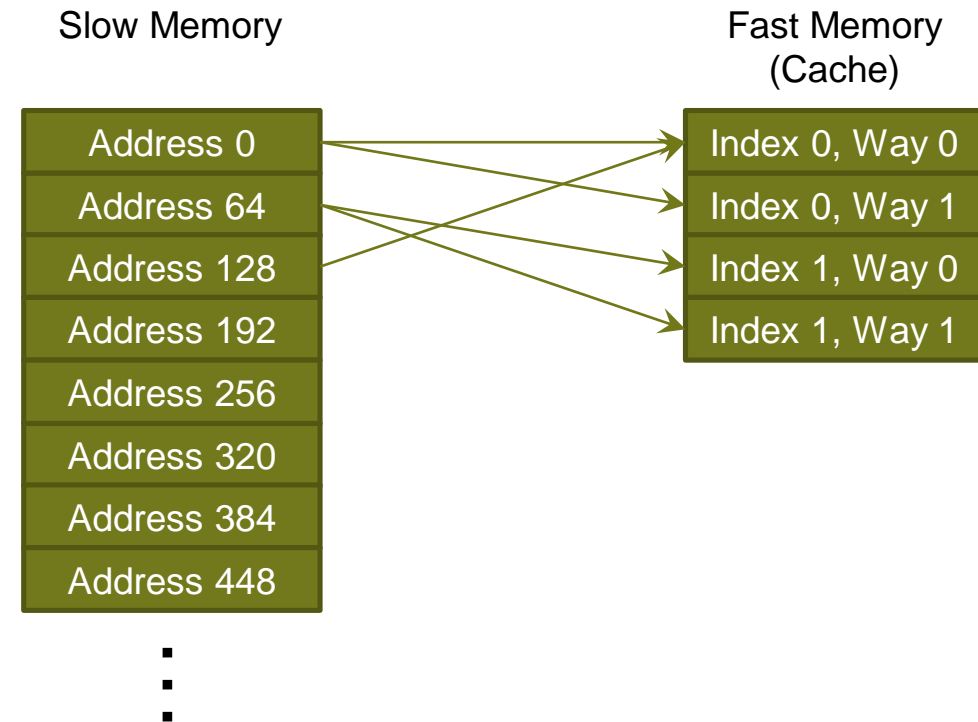 Slow Memory
Address 0
Address 64
Address 128
Address 192
Address 256
Address 320
Address 384
Address 448
Fast Memory
(Cache)
Index 0, Way 0
Index 0, Way 1
Index 1, Way 0
Index 1, Way 1